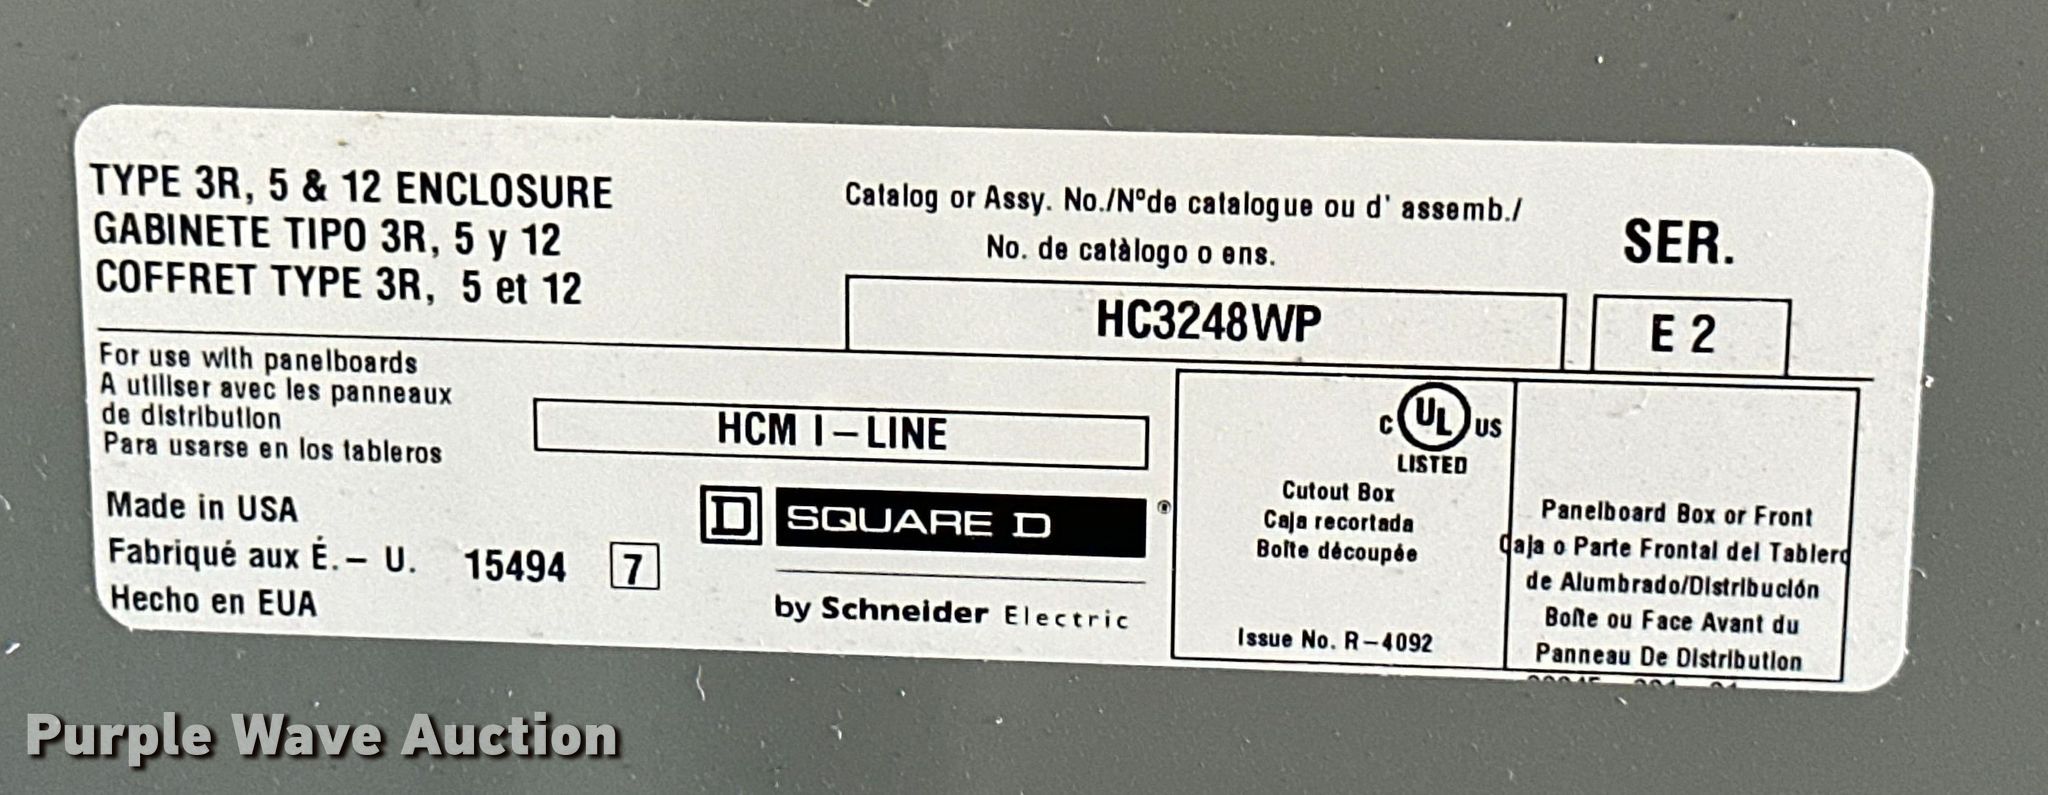 TYPE 3R, 5 & 12 ENCLOSURE
GABINETE TIPO 3R, 5 y 12
COFFRET TYPE 3R, 5 et 12
Catalog or Assy. No./Nºde catalogue ou d' assemb./
No. de catàlogo o ens.
HC3248WP
SER.
E 2
For use with panelboards
A utiliser avec les panneaux
de distribution
Para usarse en los tableros
HCM I-LINE
Made in USA
Fabriqué aux É.- U. 15494 7
Hecho en EUA
D SQUARE D ®
by Schneider Electric
C UL US
LISTED
Cutout Box
Caja recortada
Boîte découpée
Issue No. R-4092
Panelboard Box or Front
Caja o Parte Frontal del Tablero
de Alumbrado/Distribución
Boîte ou Face Avant du
Panneau De Distribution
Purple Wave Auction